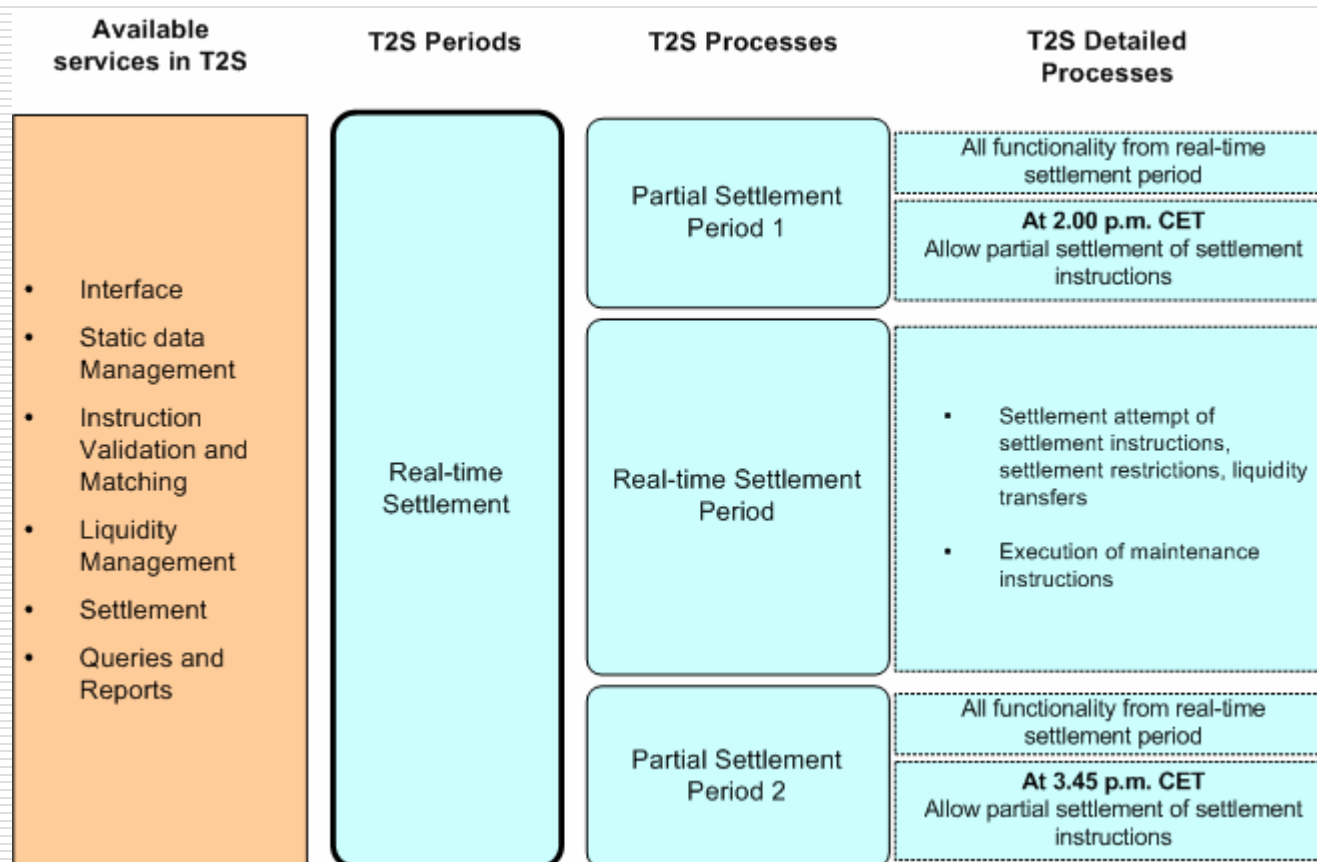 Available
services in T2S
T2S Periods
T2S Processes
T2S Detailed
Processes
• Interface
• Static data
Management
• Instruction
Validation and
Matching
• Liquidity
Management
• Settlement
• Queries and
Reports
Real-time
Settlement
Partial Settlement
Period 1
All functionality from real-time
settlement period
At 2.00 p.m. CET
Allow partial settlement of settlement
instructions
Real-time Settlement
Period
• Settlement attempt of
settlement instructions,
settlement restrictions, liquidity
transfers
• Execution of maintenance
instructions
Partial Settlement
Period 2
All functionality from real-time
settlement period
At 3.45 p.m. CET
Allow partial settlement of settlement
instructions